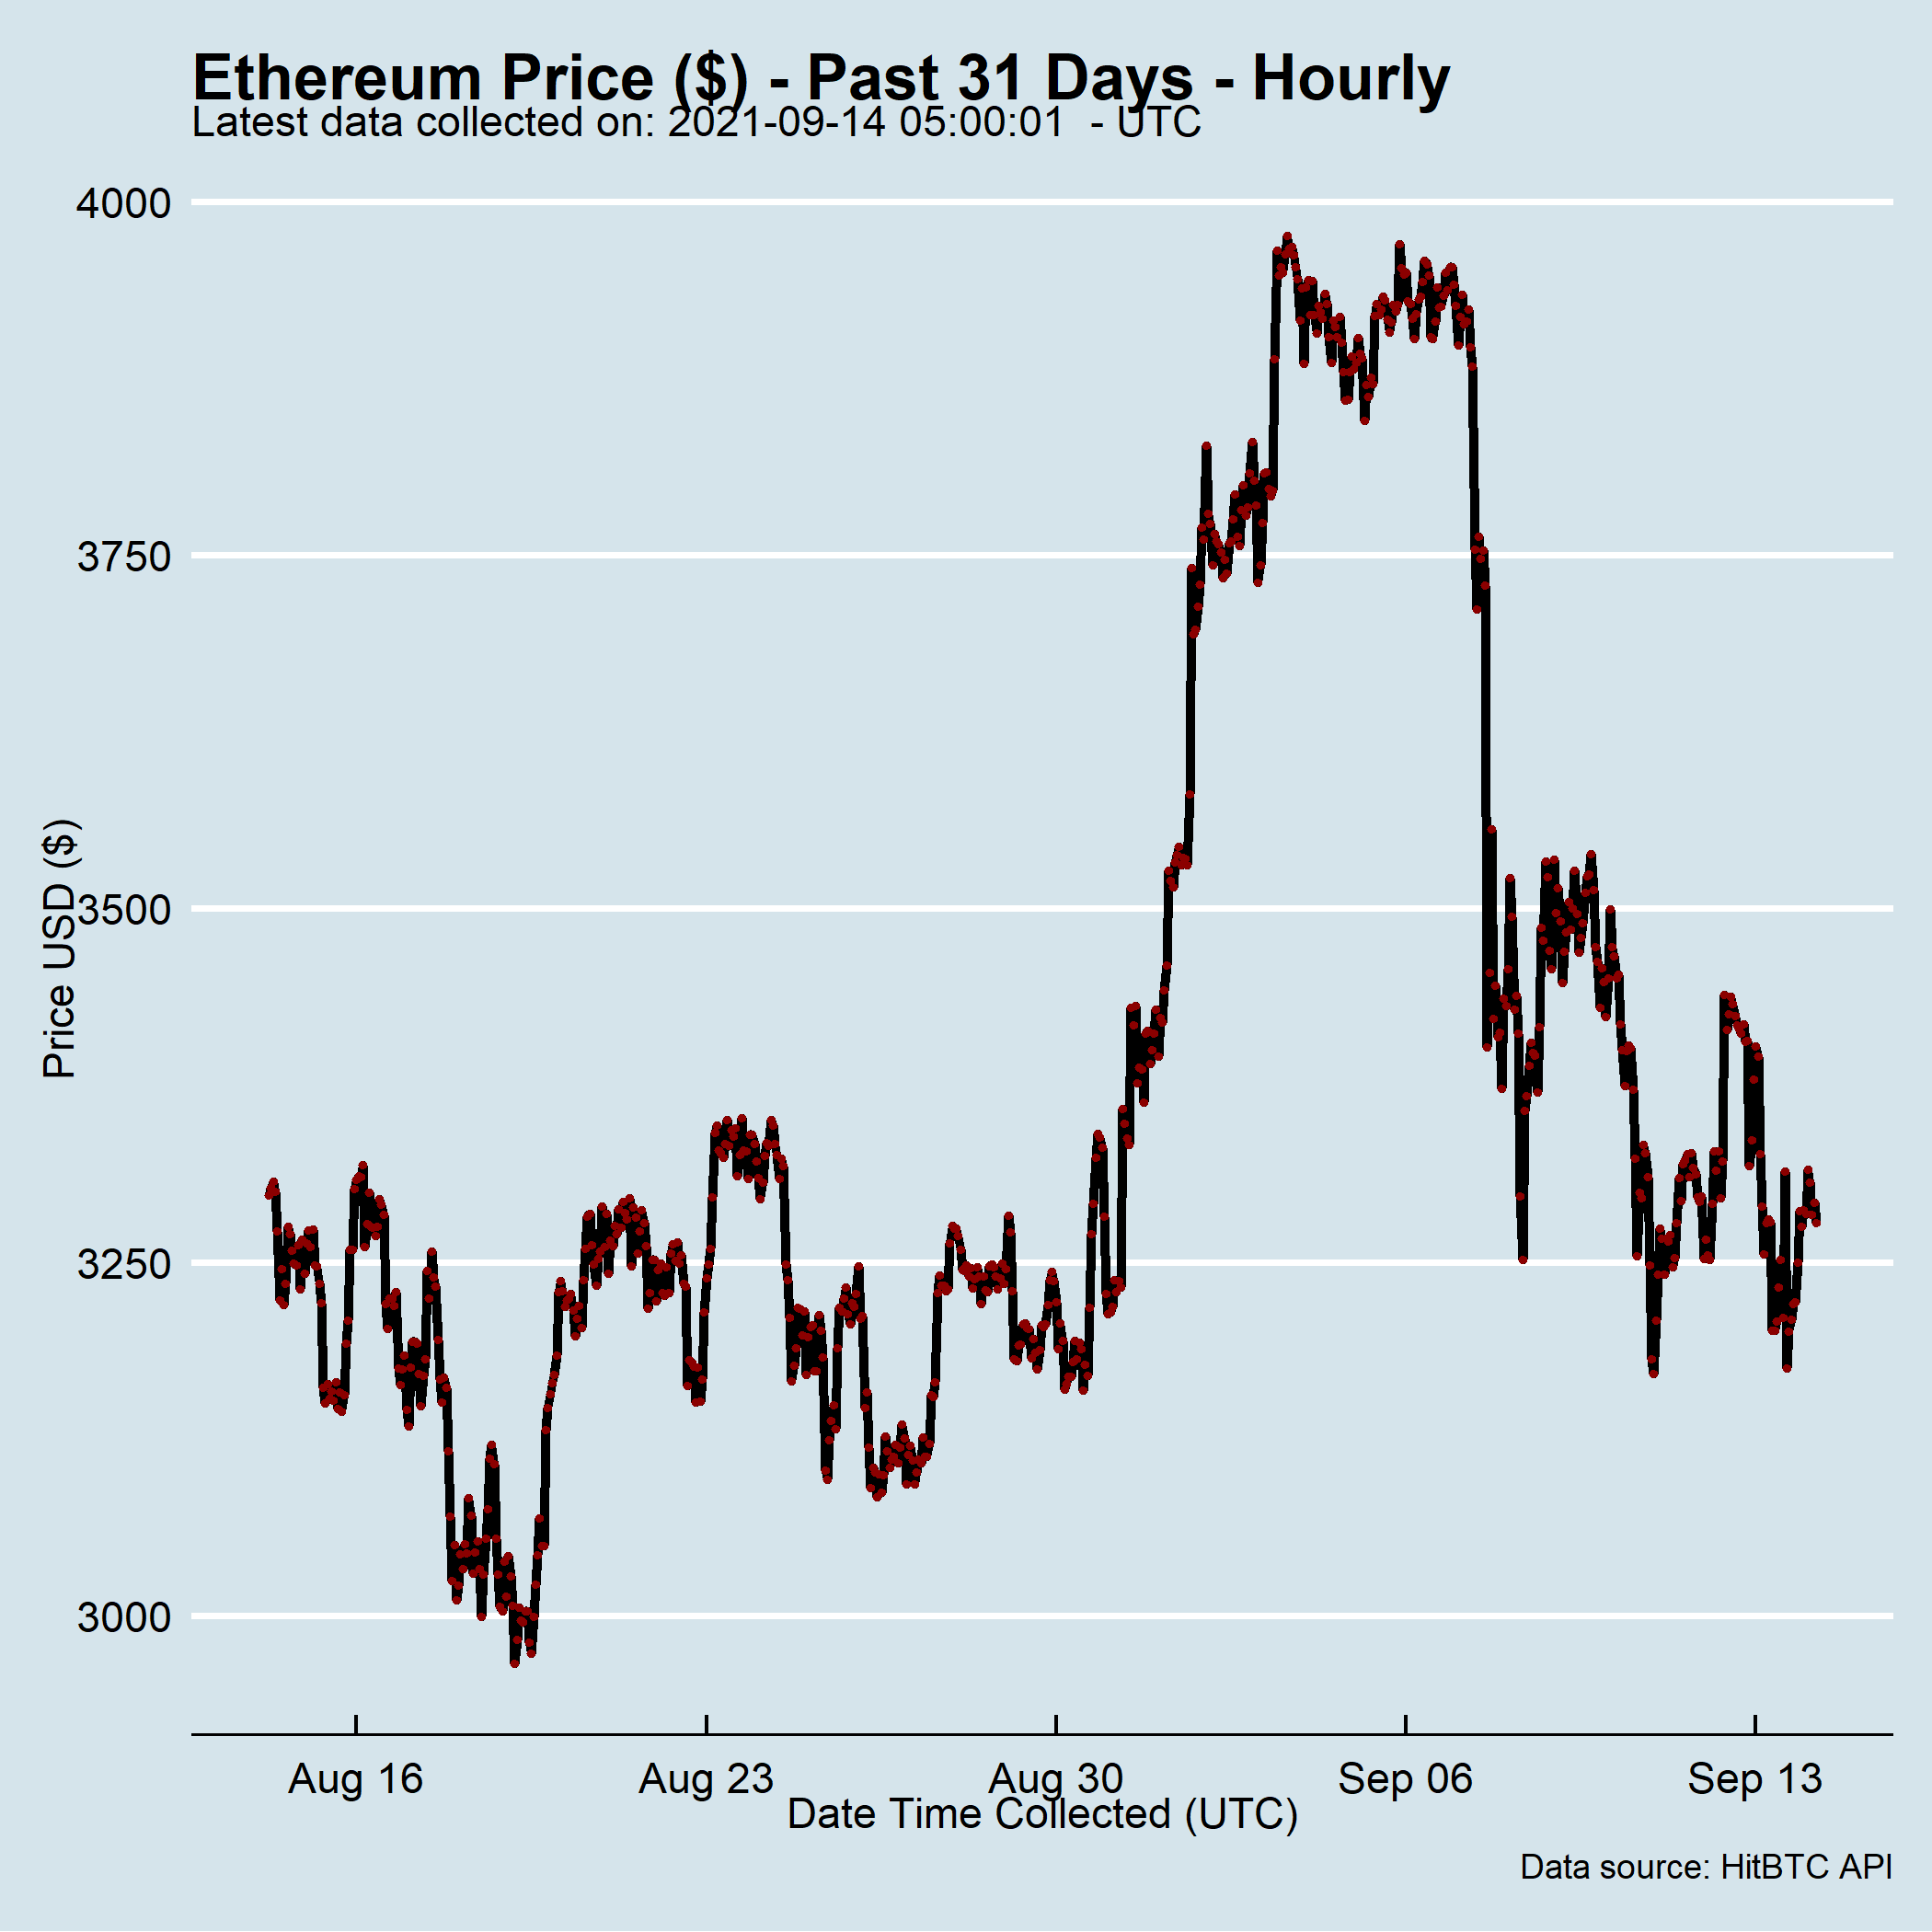 Ethereum Price ($) - Past 31 Days - Hourly
Latest data collected on: 2021-09-14 05:00:01  - UTC
4000
3750
3500
3250
3000
Price USD ($)
Aug 16
Aug 23
Aug 30
Sep 06
Sep 13
Date Time Collected (UTC)
Data source: HitBTC API